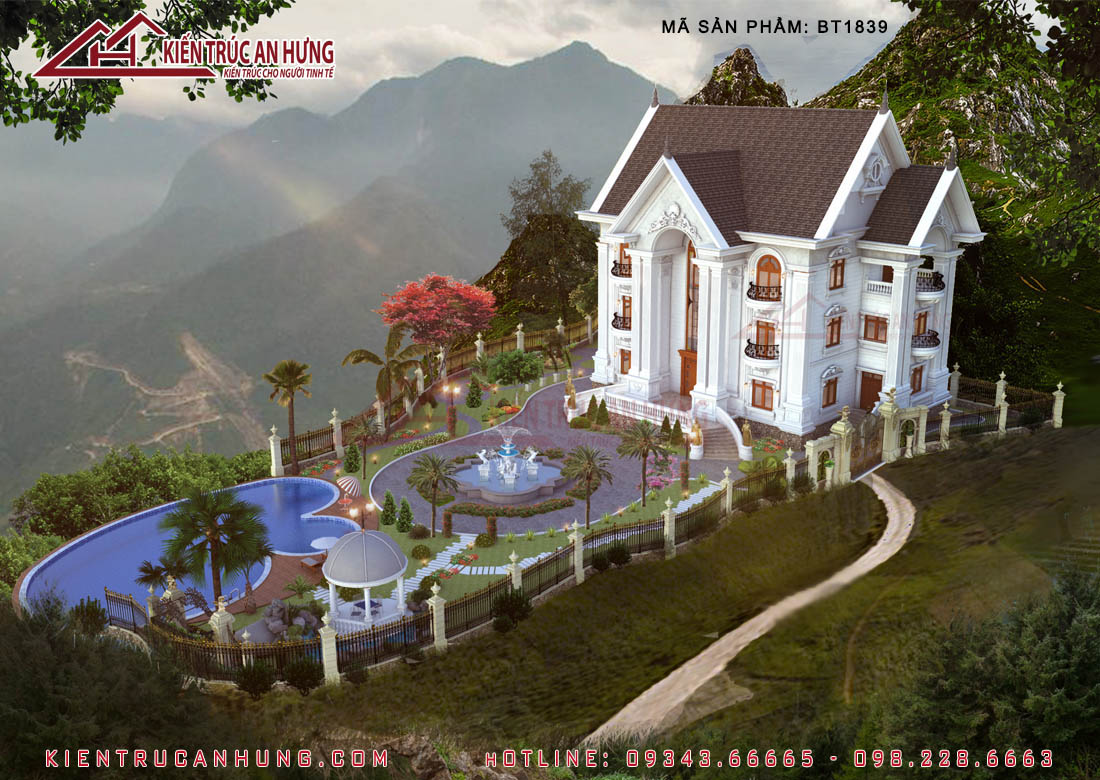 KIẾN TRÚC AN HƯNG
KIẾN TRÚC CHO NGƯỜI TINH TẾ
MÃ SẢN PHẨM: BT1839
KIENTRUCANHUNG.COM
HOTLINE: 09343.66665 - 098.228.6663